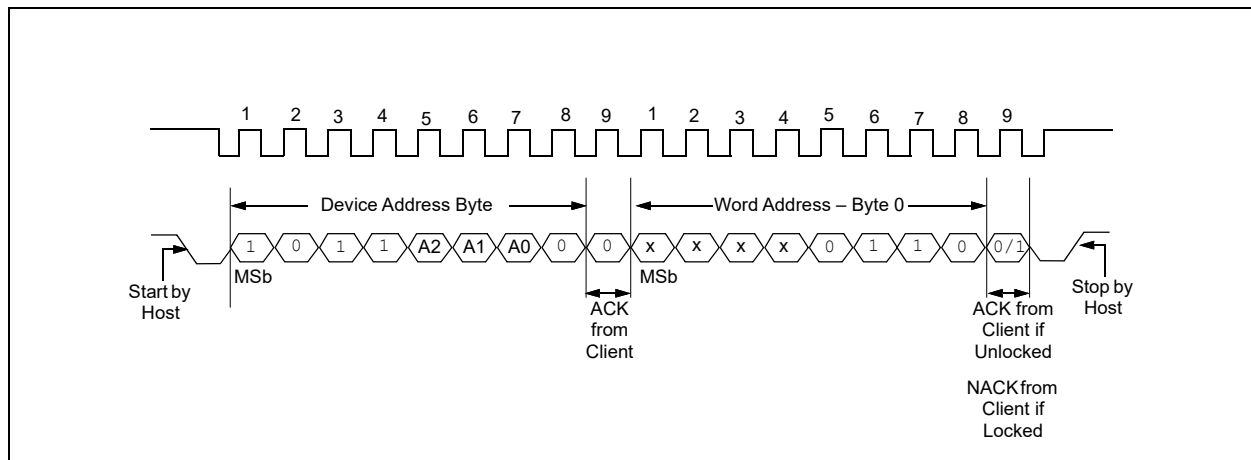 1 2 3 4 5 6 7 8 9 1 2 3 4 5 6 7 8 9
Device Address Byte
Word Address – Byte 0
1 0 1 1 A2 A1 A0 0 0 x x x x 0 1 1 0 0/1
MSb
MSb
Start by
Host
ACK
from
Client
ACK from
Client if
Unlocked
NACK from
Client if
Locked
Stop by
Host